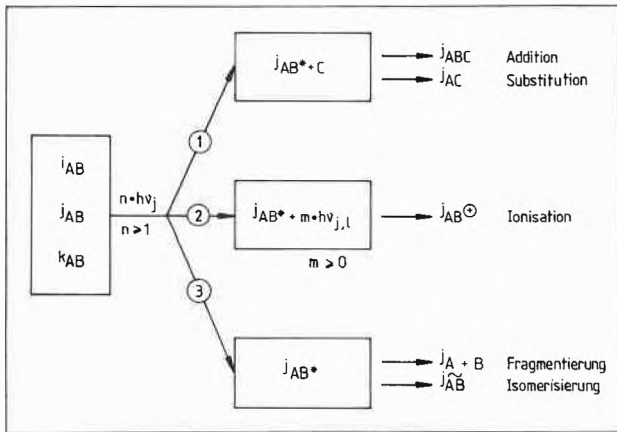 jAB* + C
jABC Addition
jAC Substitution
1
iAB
jAB
kAB
n•hνj
n≥1
2
jAB* + m•hνj,l
m ≥ 0
jAB⊕ Ionisation
3
jAB*
jA + B Fragmentierung
jA͠B Isomerisierung